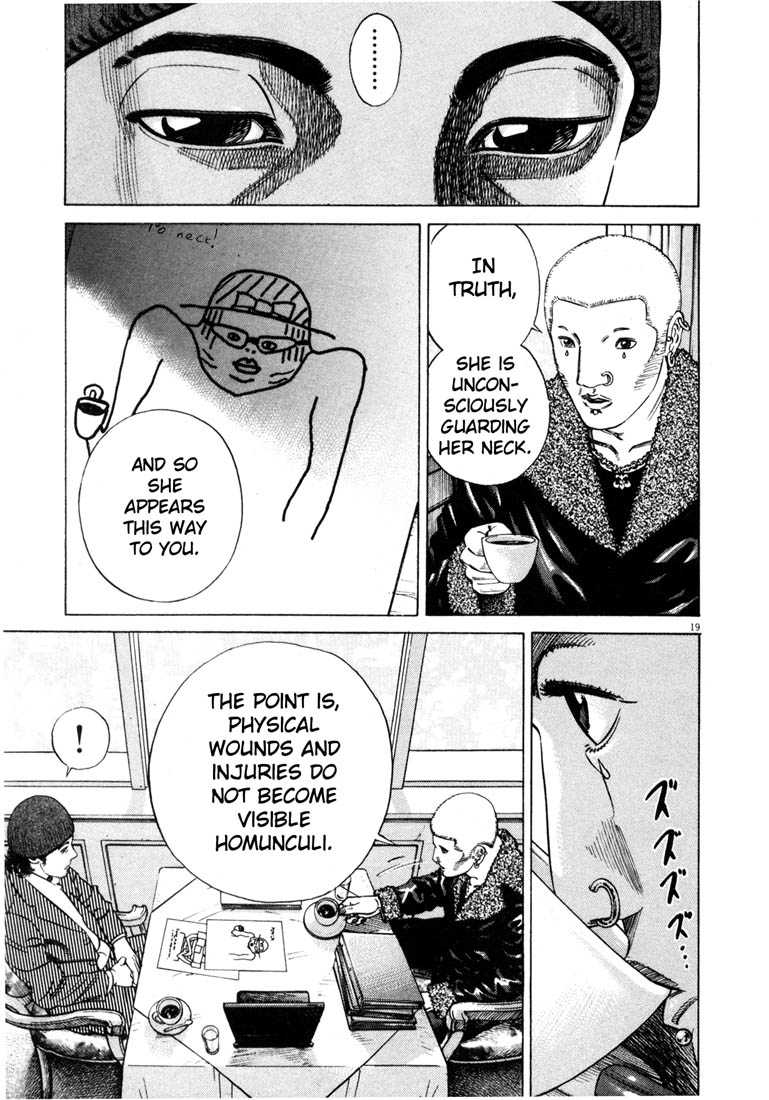 ........
IN
TRUTH,
SHE IS
UNCON-
SCIOUSLY
GUARDING
HER NECK.
No neck!
AND SO
SHE
APPEARS
THIS WAY
TO YOU.
19
ズズズズ...
THE POINT IS,
PHYSICAL
WOUNDS AND
INJURIES DO
NOT BECOME
VISIBLE
HOMUNCULI.
!